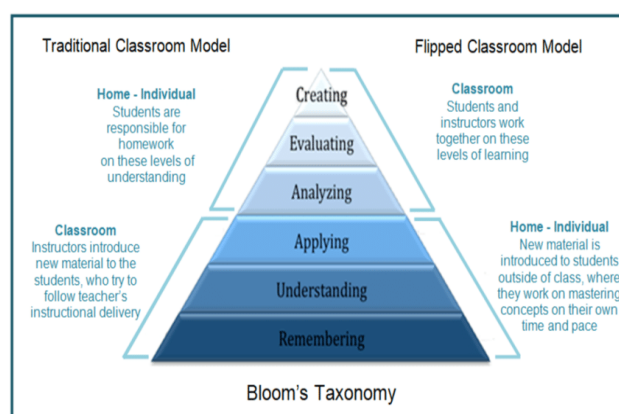 Traditional Classroom Model
Flipped Classroom Model
Home - Individual
Students are
responsible for
homework
on these levels of
understanding
Classroom
Instructors introduce
new material to the
students, who try to
follow teacher's
instructional delivery
Creating
Evaluating
Analyzing
Applying
Understanding
Remembering
Classroom
Students and
instructors work
together on these
levels of learning
Home - Individual
New material is
introduced to students
outside of class, where
they work on mastering
concepts on their own
time and pace
Bloom's Taxonomy